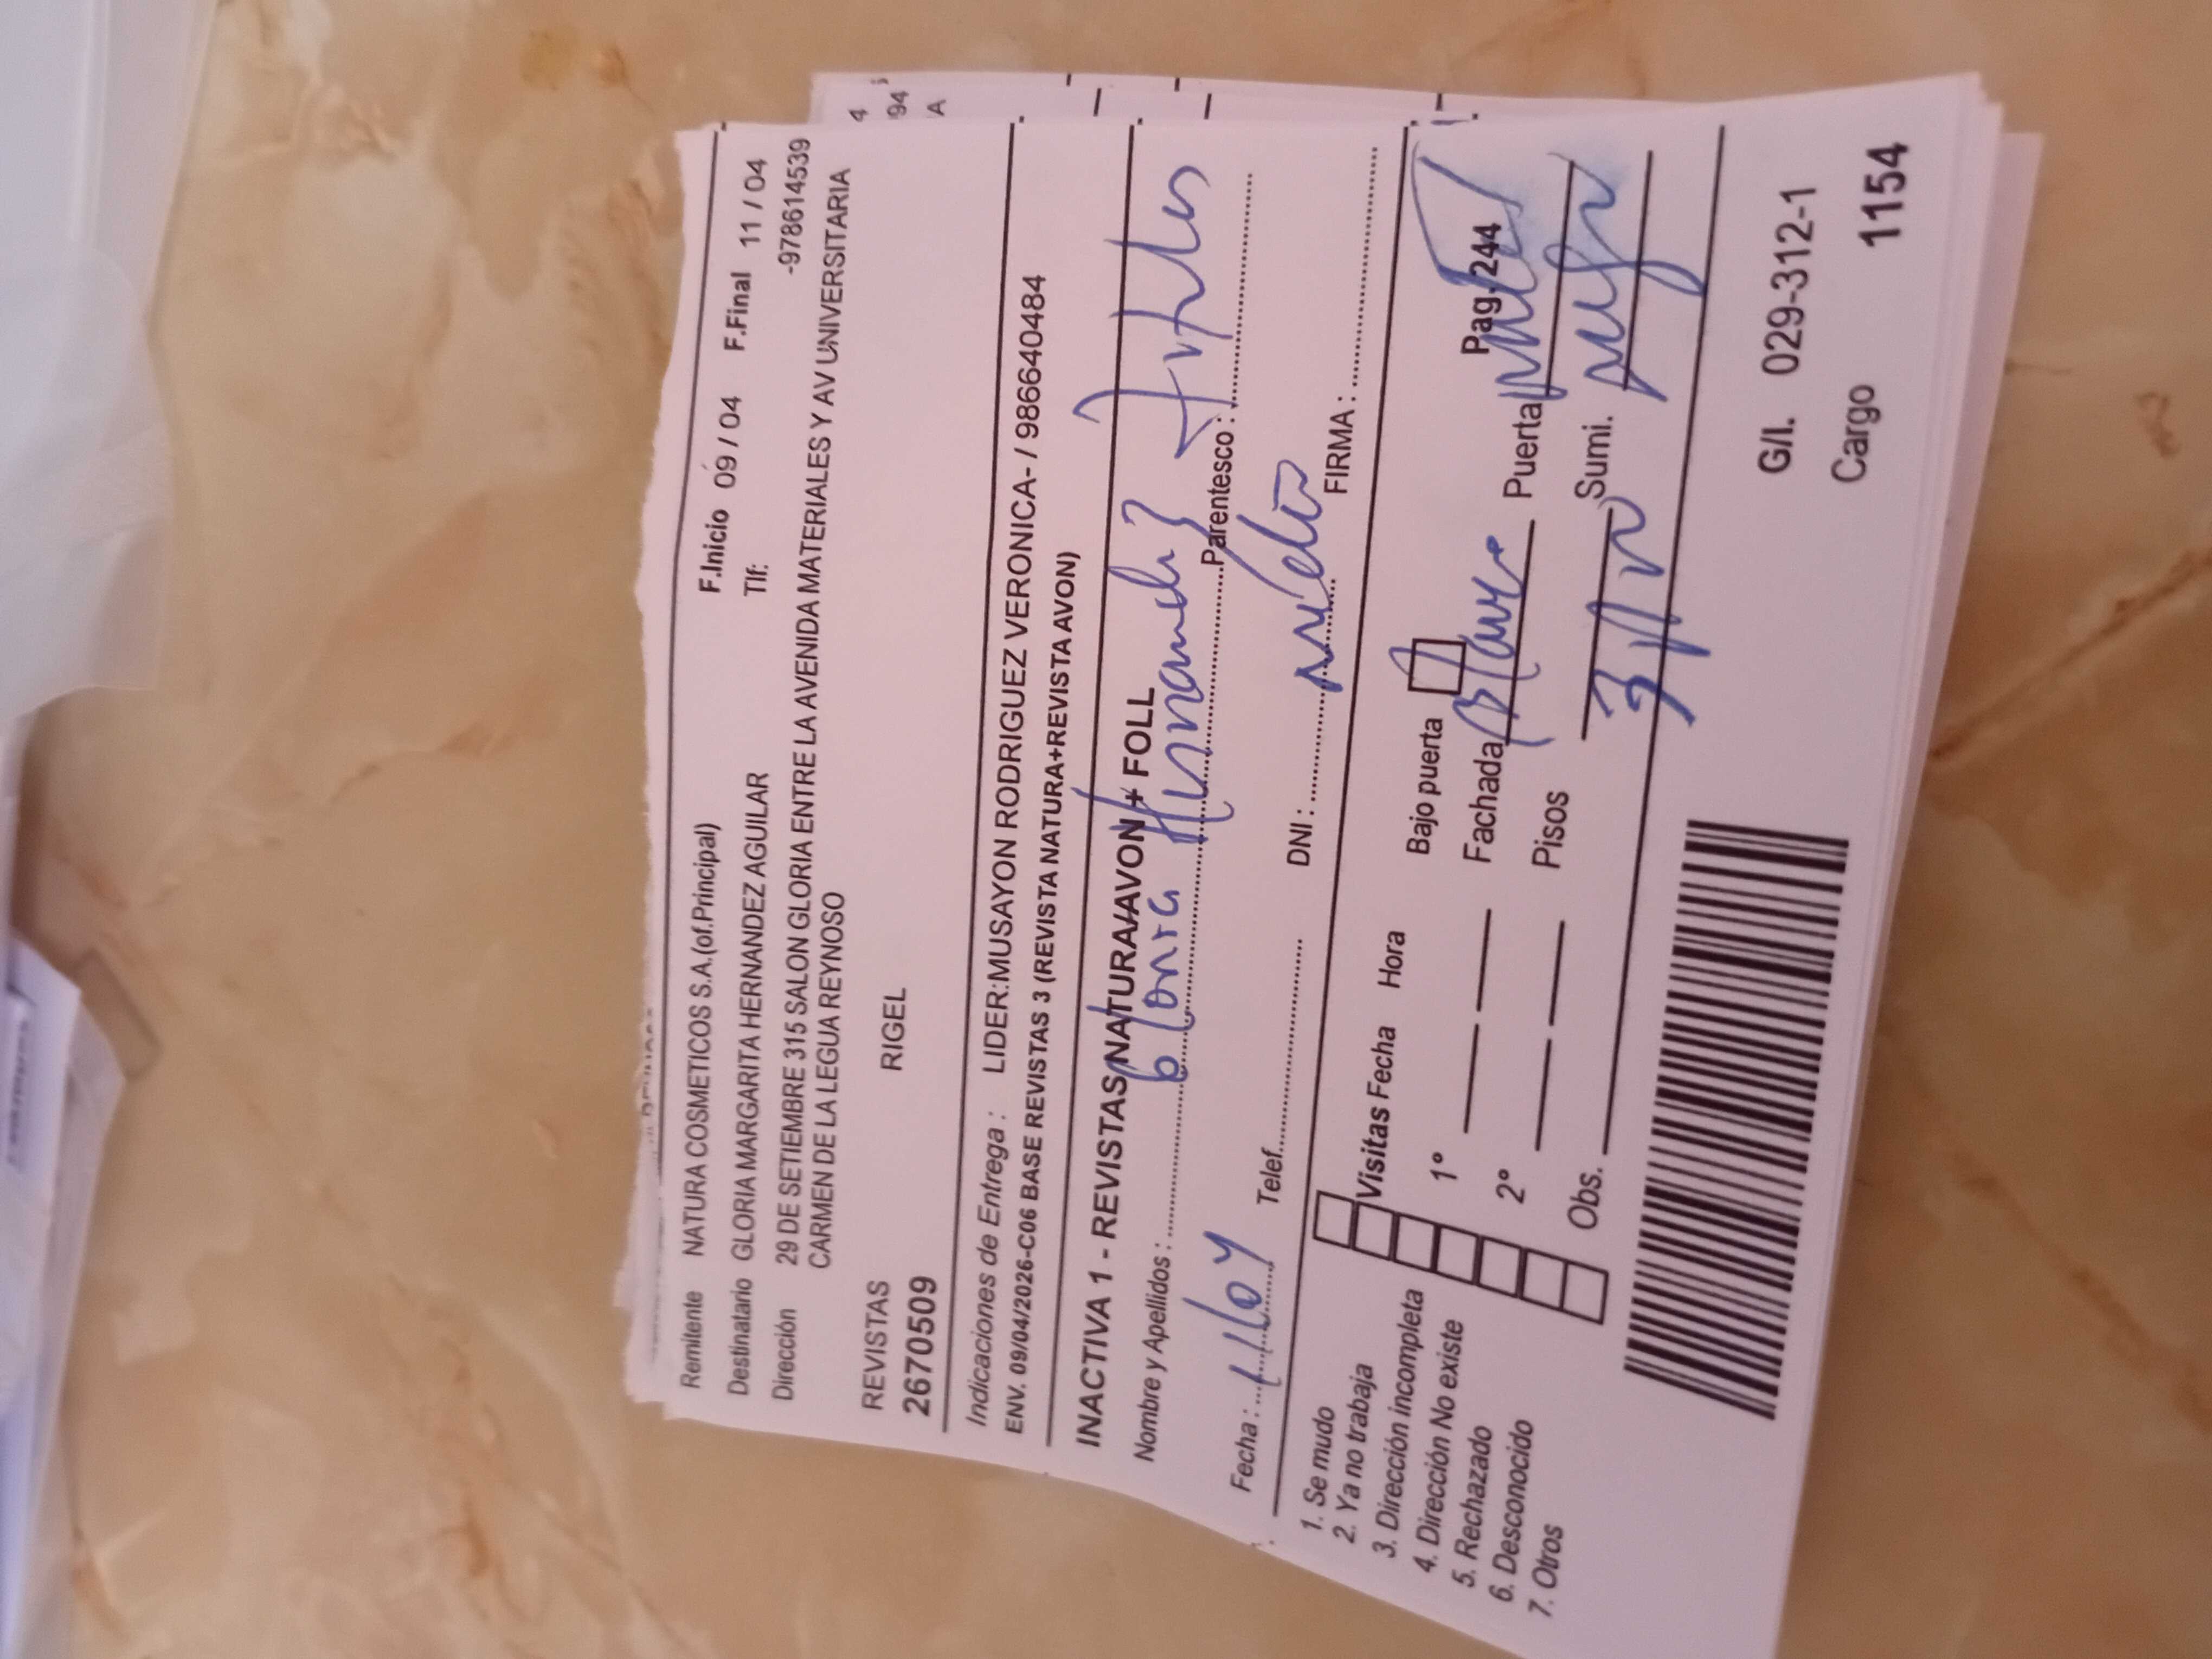 Remitente NATURA COSMETICOS S.A.(of.Principal) F.Inicio 09 / 04 F.Final 11 / 04
Destinatario GLORIA MARGARITA HERNANDEZ AGUILAR Tlf: -978614539
Dirección 29 DE SETIEMBRE 315 SALON GLORIA ENTRE LA AVENIDA MATERIALES Y AV UNIVERSITARIA
CARMEN DE LA LEGUA REYNOSO
REVISTAS RIGEL
2670509
Indicaciones de Entrega : LIDER:MUSAYON RODRIGUEZ VERONICA- / 986640484
ENV. 09/04/2026-C06 BASE REVISTAS 3 (REVISTA NATURA+REVISTA AVON)
INACTIVA 1 - REVISTAS NATURA/AVON + FOLL
Nombre y Apellidos : Gloria Hernandez Parentesco :
Fecha : 11/04 Telef. DNI : FIRMA :
1. Se mudo
2. Ya no trabaja
3. Dirección incompleta
4. Dirección No existe
5. Rechazado
6. Desconocido
7. Otros
Visitas Fecha Hora Bajo puerta Pag. 244
1° Fachada Puerta
2° Pisos Sumi.
Obs.
G/I. 029-312-1
Cargo 1154
4
94
A